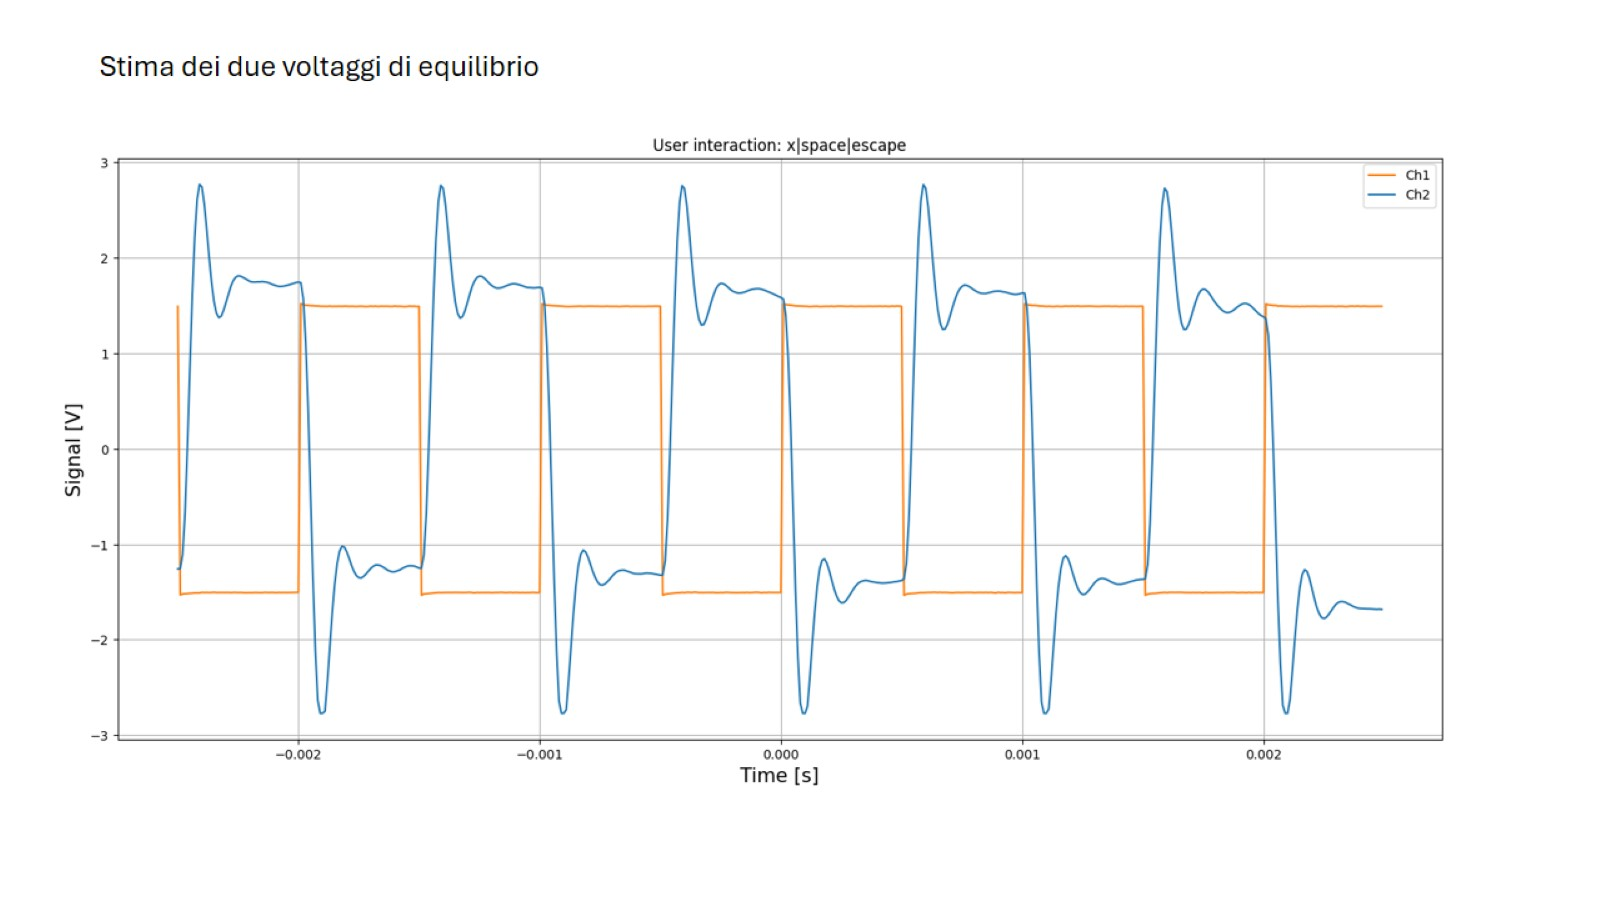 Stima dei due voltaggi di equilibrio
User interaction: x|space|escape
Ch1
Ch2
3
2
1
0
−1
−2
−3
Signal [V]
−0.002
−0.001
0.000
0.001
0.002
Time [s]